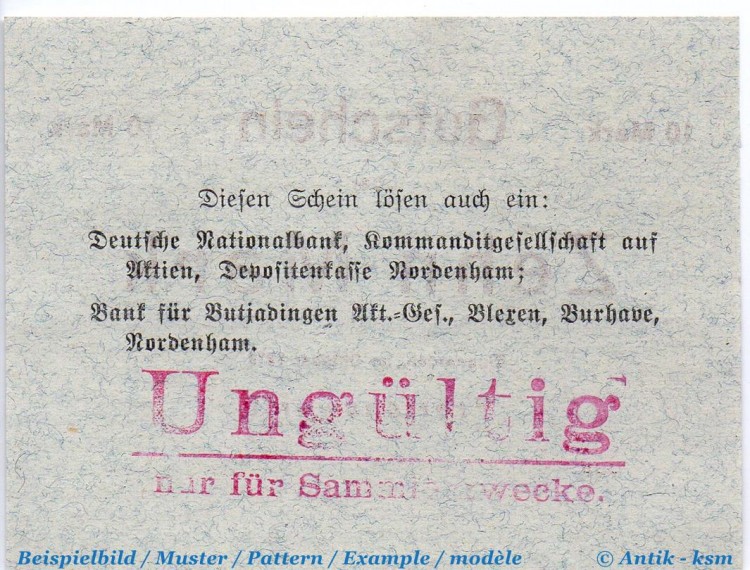 Diesen Schein lösen auch ein:
Deutsche Nationalbank, Kommanditgesellschaft auf
Aktien, Depositenkasse Nordenham;
Bank für Butjadingen Akt.-Ges., Blexen, Burhave,
Nordenham.
Ungültig
nur für Sammlerzwecke.
Beispielbild / Muster / Pattern / Example / modèle © Antik - ksm